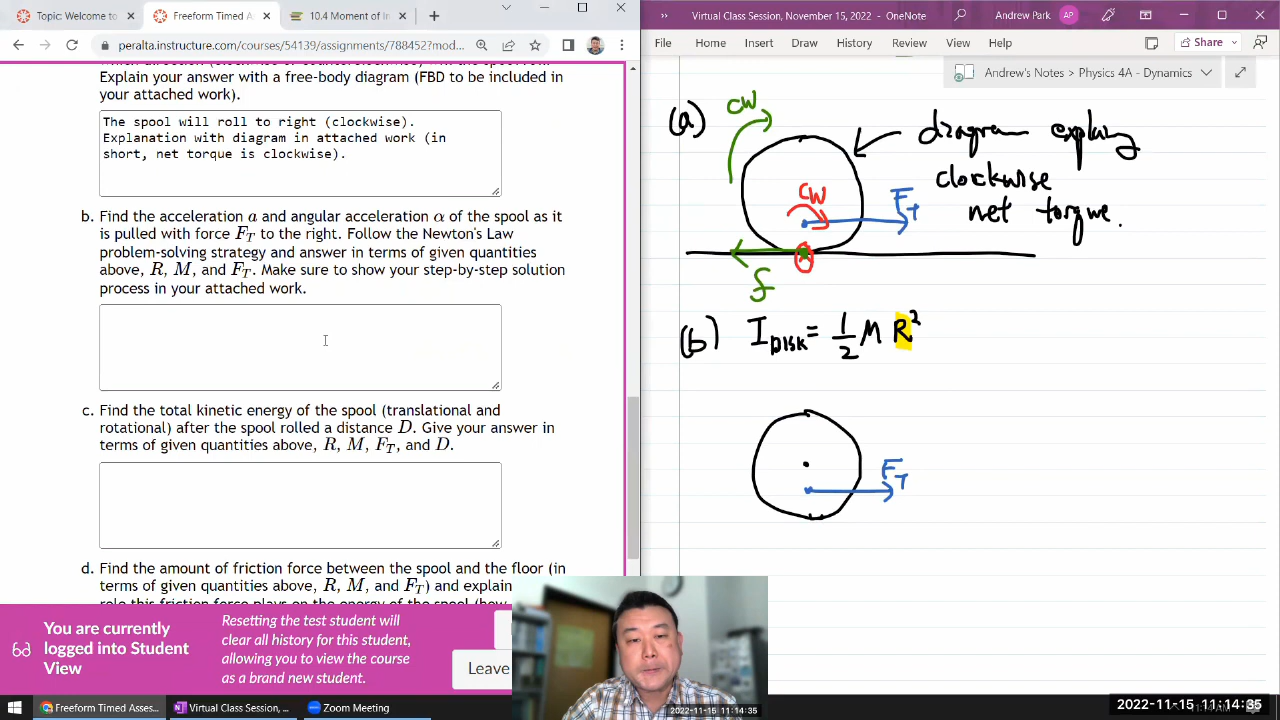 Topic Welcome to
Freeform Timed A
10.4 Moment of In
peralta.instructure.com/courses/54139/assignments/788452?mod...
Explain your answer with a free-body diagram (FBD to be included in
your attached work).
The spool will roll to right (clockwise).
Explanation with diagram in attached work (in
short, net torque is clockwise).
b. Find the acceleration a and angular acceleration α of the spool as it
is pulled with force F_T to the right. Follow the Newton's Law
problem-solving strategy and answer in terms of given quantities
above, R, M, and F_T. Make sure to show your step-by-step solution
process in your attached work.
c. Find the total kinetic energy of the spool (translational and
rotational) after the spool rolled a distance D. Give your answer in
terms of given quantities above, R, M, F_T, and D.
d. Find the amount of friction force between the spool and the floor (in
terms of given quantities above, R, M, and F_T) and explain
You are currently
logged into Student
View
Resetting the test student will
clear all history for this student,
allowing you to view the course
as a brand new student.
Leave
Freeform Timed Asses...
Virtual Class Session, ...
Zoom Meeting
Virtual Class Session, November 15, 2022 - OneNote
Andrew Park
AP
File
Home
Insert
Draw
History
Review
View
Help
Share
Andrew's Notes > Physics 4A - Dynamics
(a)
CW
CW
F_T
f
diagram explaing
clockwise
net torque.
(b) I_DISK = 1/2 M R²
F_T
2022-11-15 11:14:35
2022-11-15 11:14:35